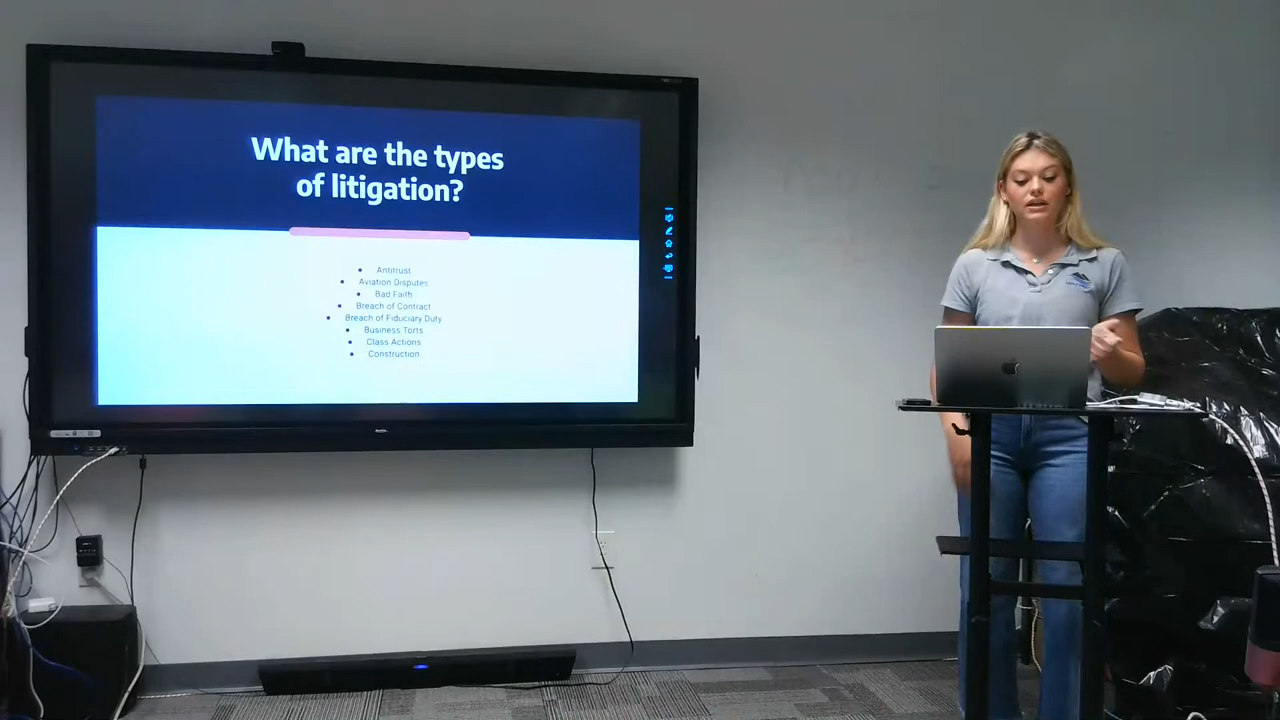 What are the types
of litigation?
• Antitrust
• Aviation Disputes
• Bad Faith
• Breach of Contract
• Breach of Fiduciary Duty
• Business Torts
• Class Actions
• Construction